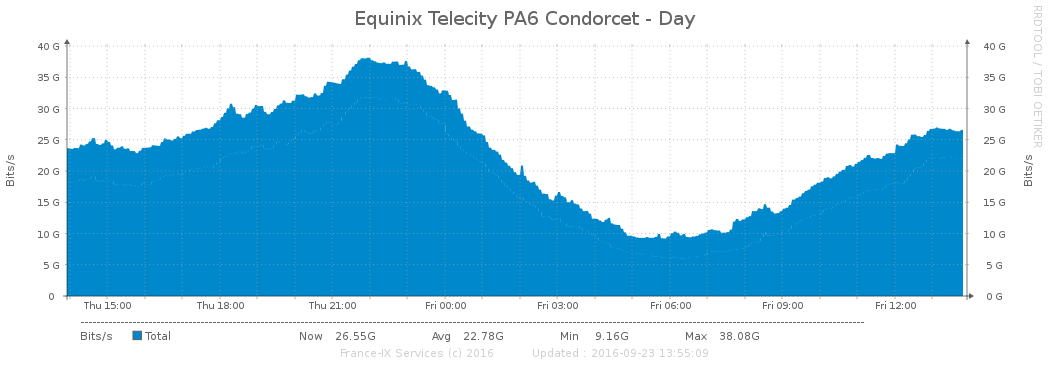 Equinix Telecity PA6 Condorcet - Day
RRDTOOL / TOBI OETIKER
40 G 40 G
35 G 35 G
30 G 30 G
25 G 25 G
20 G 20 G
15 G 15 G
10 G 10 G
5 G 5 G
0 0 G
Bits/s
Bits/s
Thu 15:00 Thu 18:00 Thu 21:00 Fri 00:00 Fri 03:00 Fri 06:00 Fri 09:00 Fri 12:00
Bits/s Total Now 26.55G Avg 22.78G Min 9.16G Max 38.08G
France-IX Services (c) 2016 Updated : 2016-09-23 13:55:09